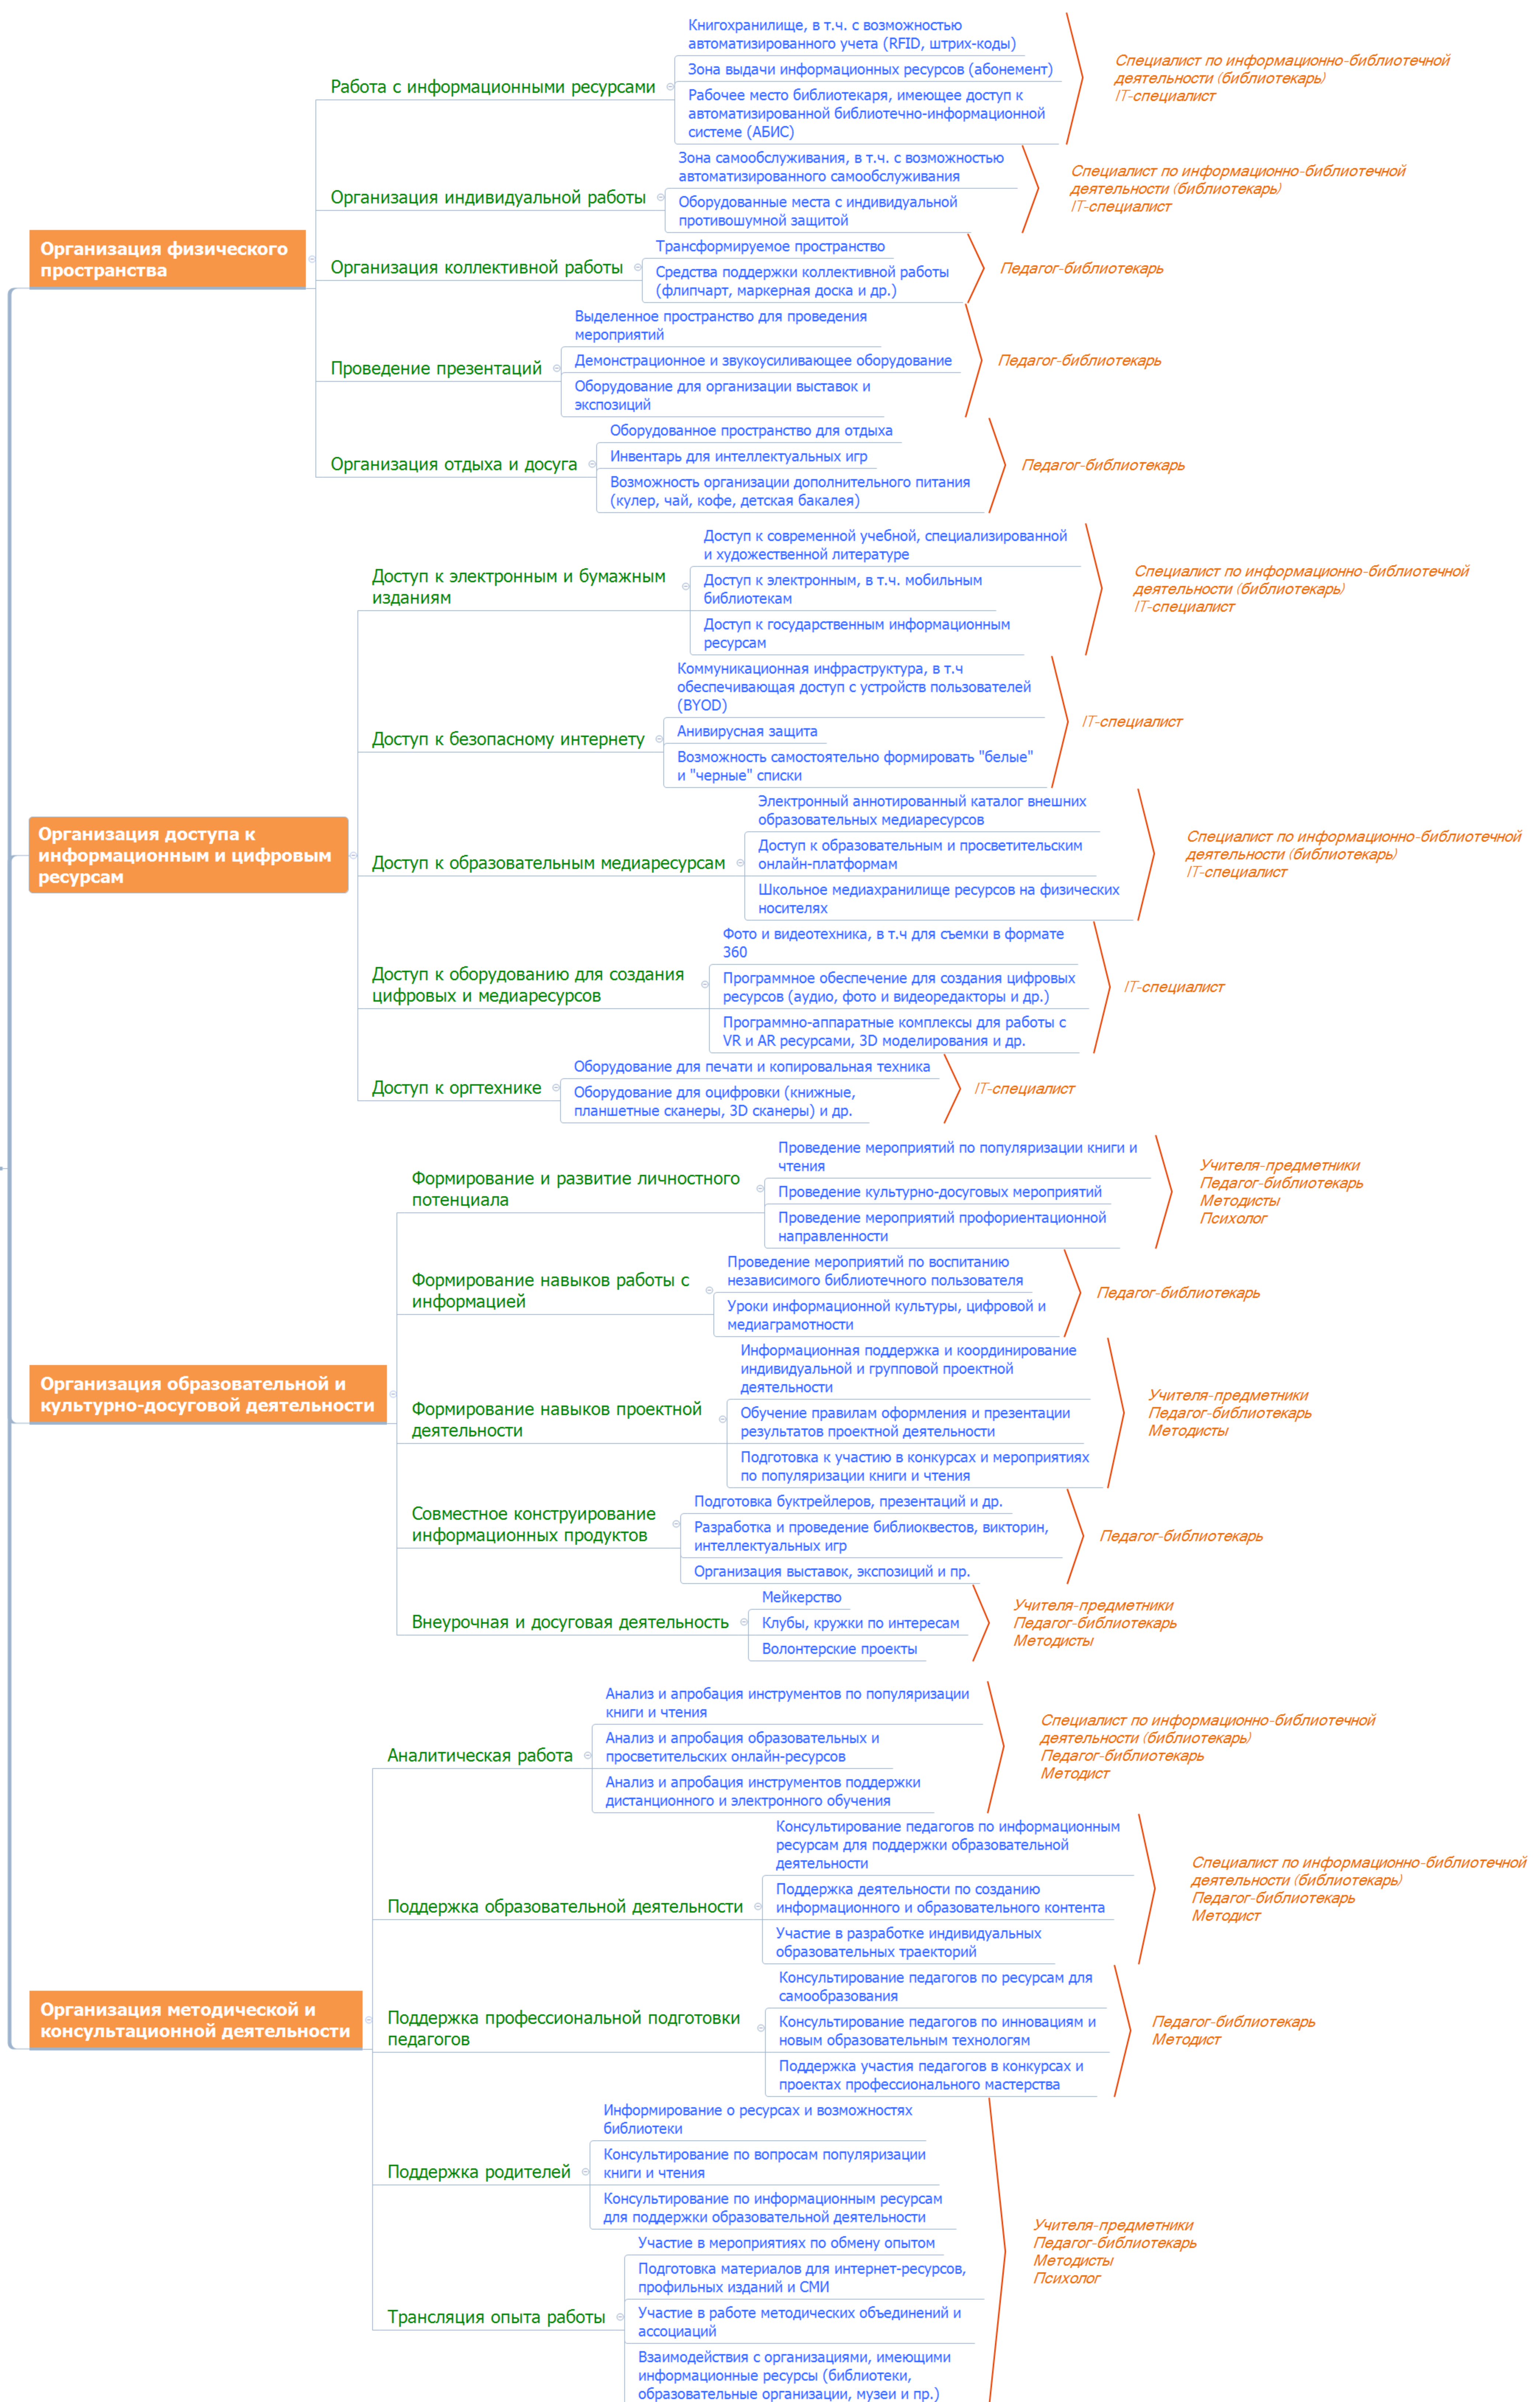 Организация физического
пространства
Работа с информационными ресурсами
Книгохранилище, в т.ч. с возможностью
автоматизированного учета (RFID, штрих-коды)
Зона выдачи информационных ресурсов (абонемент)
Рабочее место библиотекаря, имеющее доступ к
автоматизированной библиотечно-информационной
системе (АБИС)
Специалист по информационно-библиотечной
деятельности (библиотекарь)
IT-специалист
Организация индивидуальной работы
Зона самообслуживания, в т.ч. с возможностью
автоматизированного самообслуживания
Оборудованные места с индивидуальной
противошумной защитой
Специалист по информационно-библиотечной
деятельности (библиотекарь)
IT-специалист
Организация коллективной работы
Трансформируемое пространство
Средства поддержки коллективной работы
(флипчарт, маркерная доска и др.)
Педагог-библиотекарь
Проведение презентаций
Выделенное пространство для проведения
мероприятий
Демонстрационное и звукоусиливающее оборудование
Оборудование для организации выставок и
экспозиций
Педагог-библиотекарь
Организация отдыха и досуга
Оборудованное пространство для отдыха
Инвентарь для интеллектуальных игр
Возможность организации дополнительного питания
(кулер, чай, кофе, детская бакалея)
Педагог-библиотекарь
Организация доступа к
информационным и цифровым
ресурсам
Доступ к электронным и бумажным
изданиям
Доступ к современной учебной, специализированной
и художественной литературе
Доступ к электронным, в т.ч. мобильным
библиотекам
Доступ к государственным информационным
ресурсам
Специалист по информационно-библиотечной
деятельности (библиотекарь)
IT-специалист
Доступ к безопасному интернету
Коммуникационная инфраструктура, в т.ч
обеспечивающая доступ с устройств пользователей
(BYOD)
Анивирусная защита
Возможность самостоятельно формировать "белые"
и "черные" списки
IT-специалист
Доступ к образовательным медиаресурсам
Электронный аннотированный каталог внешних
образовательных медиаресурсов
Доступ к образовательным и просветительским
онлайн-платформам
Школьное медиахранилище ресурсов на физических
носителях
Специалист по информационно-библиотечной
деятельности (библиотекарь)
IT-специалист
Доступ к оборудованию для создания
цифровых и медиаресурсов
Фото и видеотехника, в т.ч для съемки в формате
360
Программное обеспечение для создания цифровых
ресурсов (аудио, фото и видеоредакторы и др.)
Программно-аппаратные комплексы для работы с
VR и AR ресурсами, 3D моделирования и др.
IT-специалист
Доступ к оргтехнике
Оборудование для печати и копировальная техника
Оборудование для оцифровки (книжные,
планшетные сканеры, 3D сканеры) и др.
IT-специалист
Организация образовательной и
культурно-досуговой деятельности
Формирование и развитие личностного
потенциала
Проведение мероприятий по популяризации книги и
чтения
Проведение культурно-досуговых мероприятий
Проведение мероприятий профориентационной
направленности
Учителя-предметники
Педагог-библиотекарь
Методисты
Психолог
Формирование навыков работы с
информацией
Проведение мероприятий по воспитанию
независимого библиотечного пользователя
Уроки информационной культуры, цифровой и
медиаграмотности
Педагог-библиотекарь
Формирование навыков проектной
деятельности
Информационная поддержка и координирование
индивидуальной и групповой проектной
деятельности
Обучение правилам оформления и презентации
результатов проектной деятельности
Подготовка к участию в конкурсах и мероприятиях
по популяризации книги и чтения
Учителя-предметники
Педагог-библиотекарь
Методисты
Совместное конструирование
информационных продуктов
Подготовка буктрейлеров, презентаций и др.
Разработка и проведение библиоквестов, викторин,
интеллектуальных игр
Организация выставок, экспозиций и пр.
Педагог-библиотекарь
Внеурочная и досуговая деятельность
Мейкерство
Клубы, кружки по интересам
Волонтерские проекты
Учителя-предметники
Педагог-библиотекарь
Методисты
Организация методической и
консультационной деятельности
Аналитическая работа
Анализ и апробация инструментов по популяризации
книги и чтения
Анализ и апробация образовательных и
просветительских онлайн-ресурсов
Анализ и апробация инструментов поддержки
дистанционного и электронного обучения
Специалист по информационно-библиотечной
деятельности (библиотекарь)
Педагог-библиотекарь
Методист
Поддержка образовательной деятельности
Консультирование педагогов по информационным
ресурсам для поддержки образовательной
деятельности
Поддержка деятельности по созданию
информационного и образовательного контента
Участие в разработке индивидуальных
образовательных траекторий
Специалист по информационно-библиотечной
деятельности (библиотекарь)
Педагог-библиотекарь
Методист
Поддержка профессиональной подготовки
педагогов
Консультирование педагогов по ресурсам для
самообразования
Консультирование педагогов по инновациям и
новым образовательным технологям
Поддержка участия педагогов в конкурсах и
проектах профессионального мастерства
Педагог-библиотекарь
Методист
Поддержка родителей
Информирование о ресурсах и возможностях
библиотеки
Консультирование по вопросам популяризации
книги и чтения
Консультирование по информационным ресурсам
для поддержки образовательной деятельности
Трансляция опыта работы
Участие в мероприятиях по обмену опытом
Подготовка материалов для интернет-ресурсов,
профильных изданий и СМИ
Участие в работе методических объединений и
ассоциаций
Взаимодействия с организациями, имеющими
информационные ресурсы (библиотеки,
образовательные организации, музеи и пр.)
Учителя-предметники
Педагог-библиотекарь
Методисты
Психолог